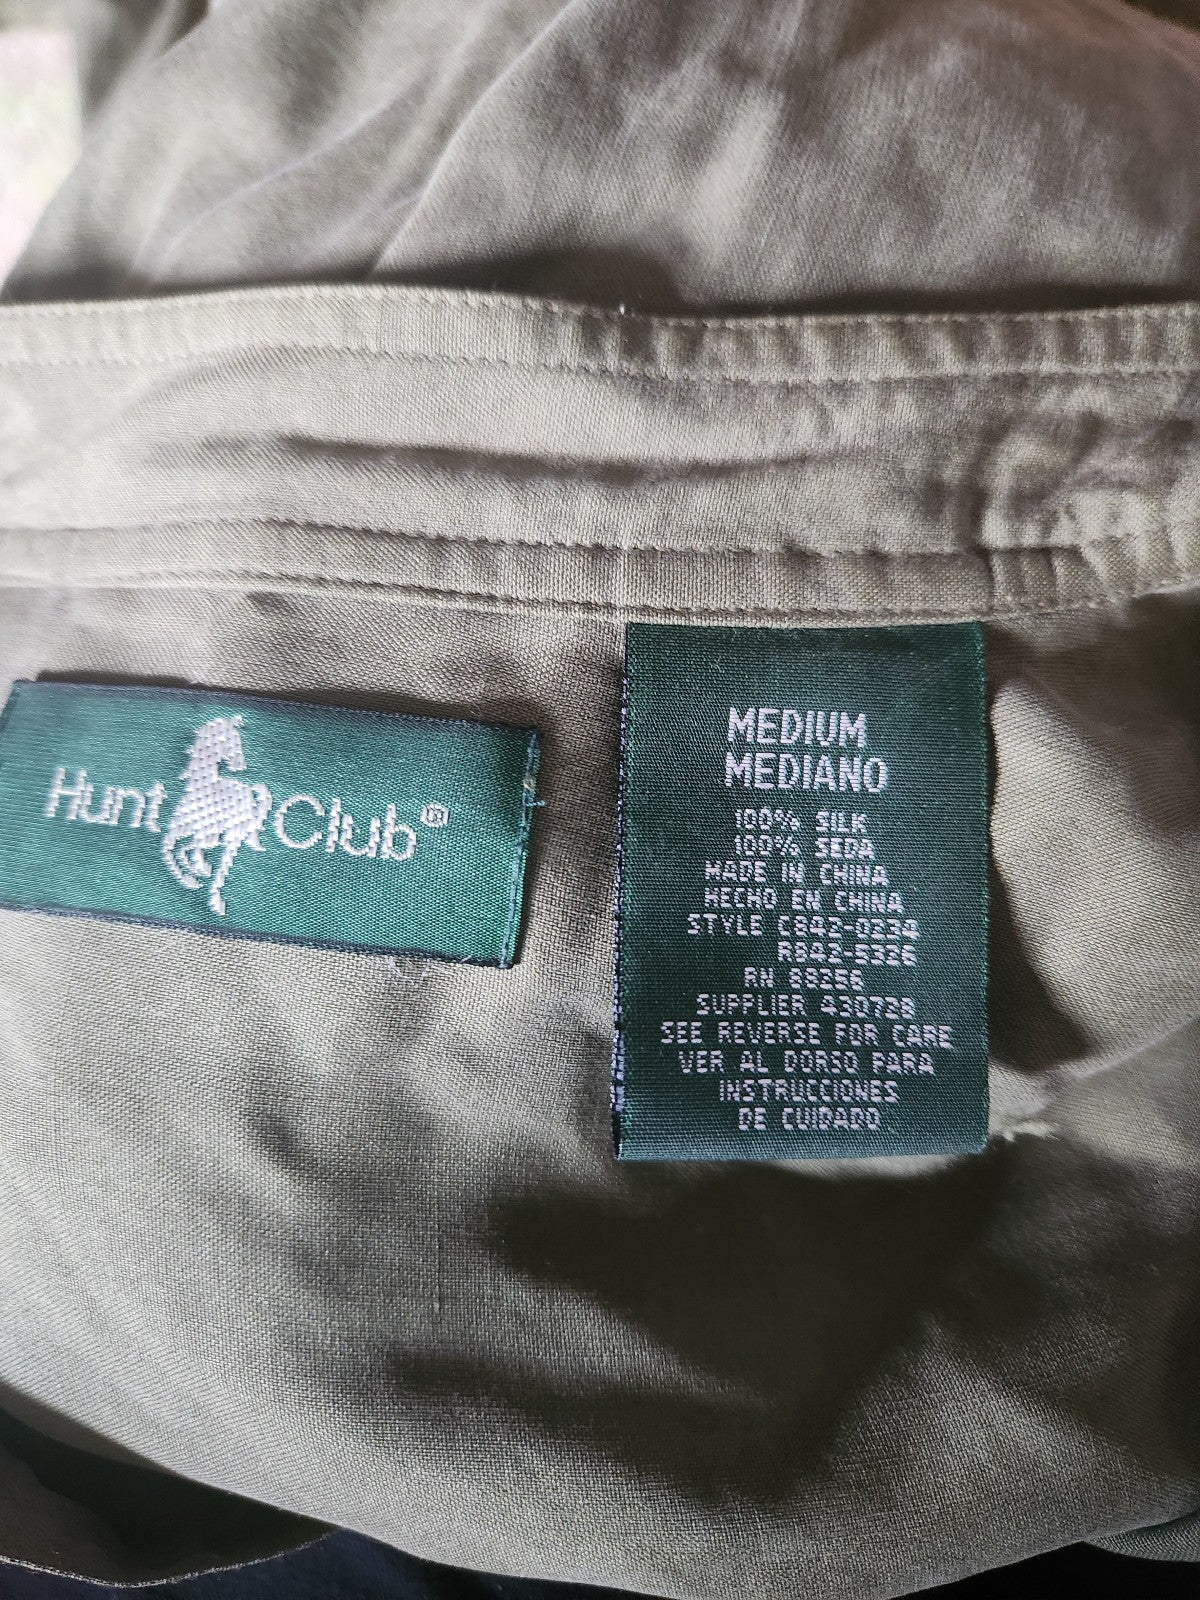 Hunt Club®
MEDIUM
MEDIANO
100% SILK
100% SEDA
MADE IN CHINA
HECHO EN CHINA
STYLE C842-0234
R842-5326
RN 88256
SUPPLIER 430728
SEE REVERSE FOR CARE
VER AL DORSO PARA
INSTRUCCIONES
DE CUIDADO